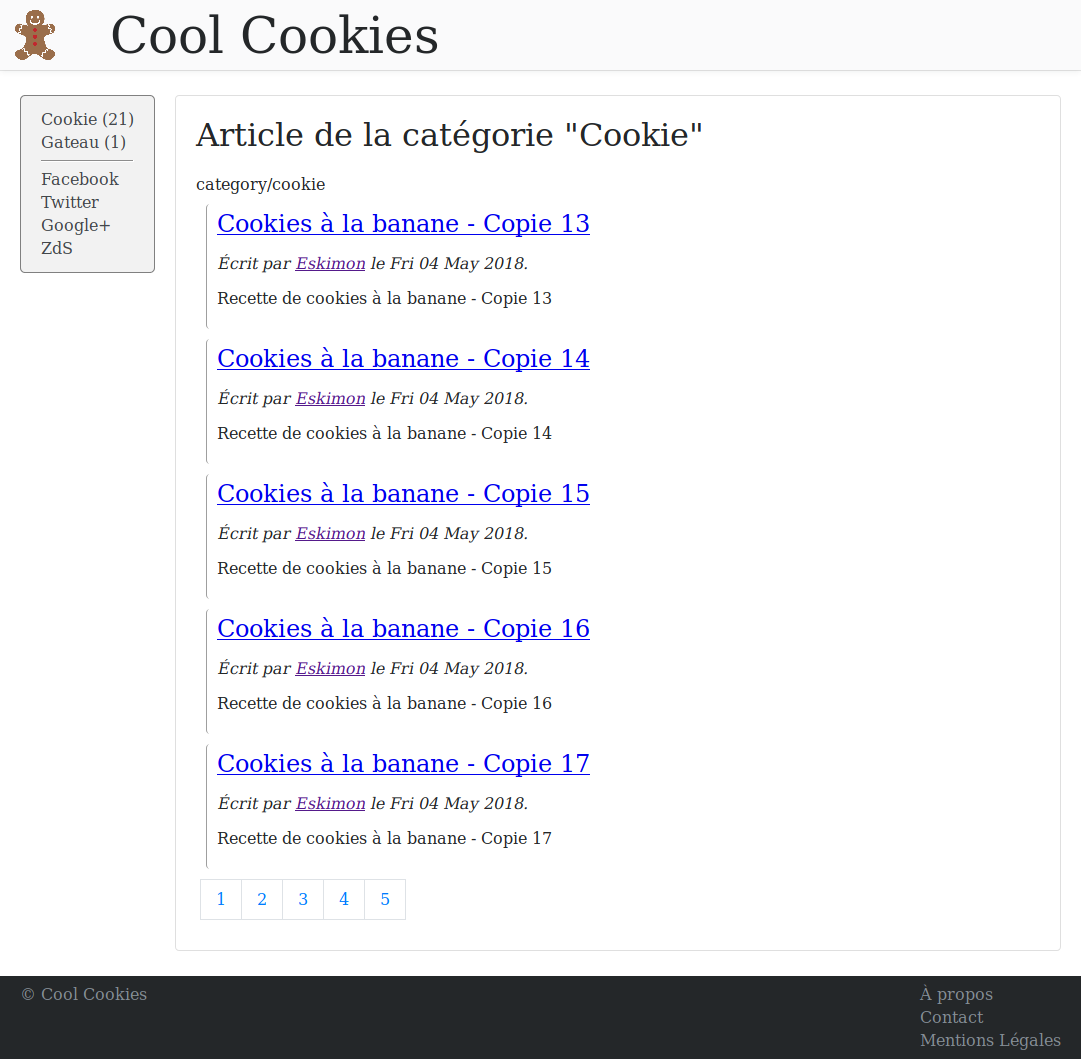 Cool Cookies
Cookie (21)
Gateau (1)
Facebook
Twitter
Google+
ZdS
Article de la catégorie "Cookie"
category/cookie
Cookies à la banane - Copie 13
Écrit par Eskimon le Fri 04 May 2018.
Recette de cookies à la banane - Copie 13
Cookies à la banane - Copie 14
Écrit par Eskimon le Fri 04 May 2018.
Recette de cookies à la banane - Copie 14
Cookies à la banane - Copie 15
Écrit par Eskimon le Fri 04 May 2018.
Recette de cookies à la banane - Copie 15
Cookies à la banane - Copie 16
Écrit par Eskimon le Fri 04 May 2018.
Recette de cookies à la banane - Copie 16
Cookies à la banane - Copie 17
Écrit par Eskimon le Fri 04 May 2018.
Recette de cookies à la banane - Copie 17
1 2 3 4 5
© Cool Cookies
À propos
Contact
Mentions Légales